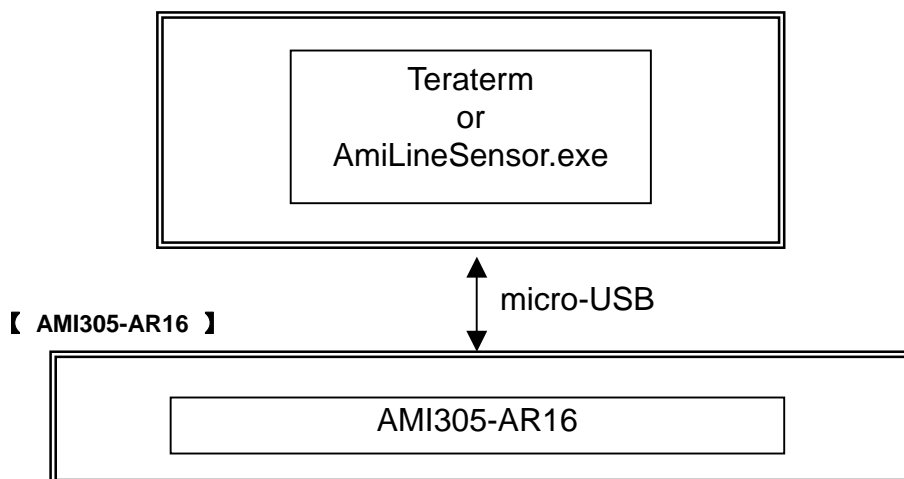 Teraterm
or
AmiLineSensor.exe
micro-USB
【 AMI305-AR16 】
AMI305-AR16